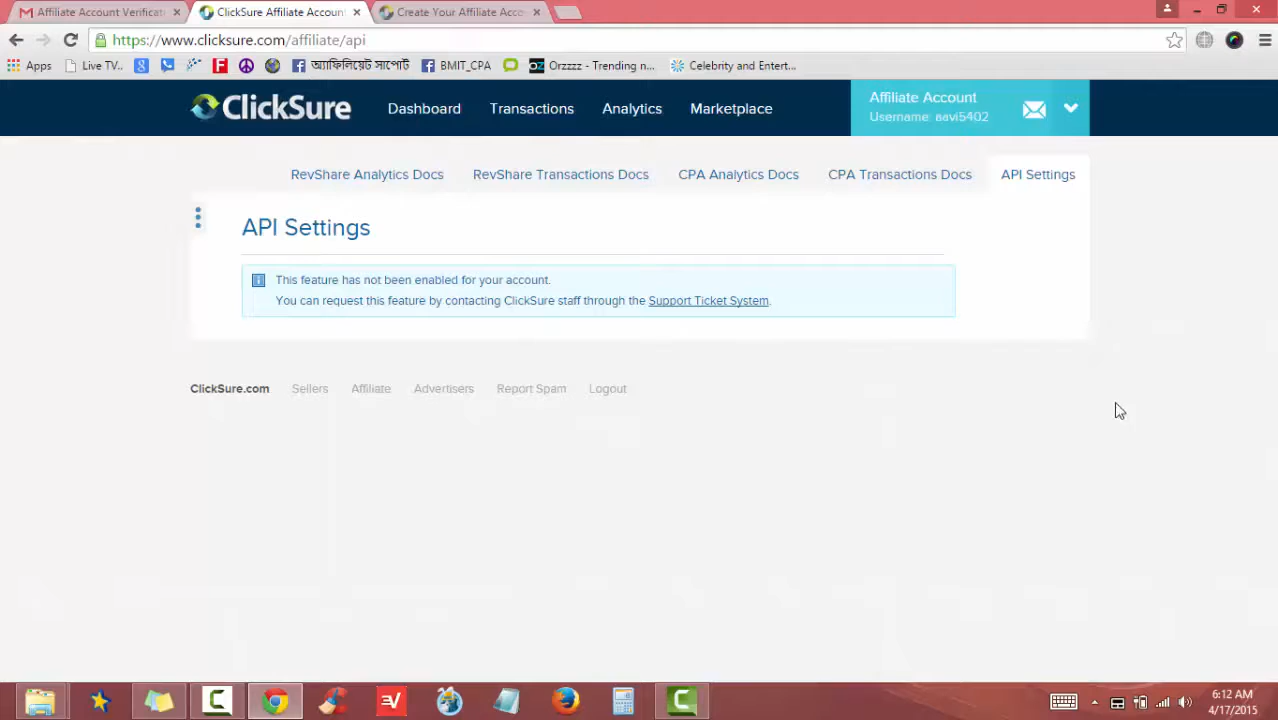 Affiliate Account Verificat
ClickSure Affiliate Account
Create Your Affiliate Acco
https://www.clicksure.com/affiliate/api
Apps
Live TV..
অ্যাফিলিয়েট সাপোর্ট
BMIT_CPA
Orzzzz - Trending n...
Celebrity and Entert...
ClickSure
Dashboard
Transactions
Analytics
Marketplace
Affiliate Account
Username: aavi5402
RevShare Analytics Docs
RevShare Transactions Docs
CPA Analytics Docs
CPA Transactions Docs
API Settings
API Settings
This feature has not been enabled for your account.
You can request this feature by contacting ClickSure staff through the Support Ticket System.
ClickSure.com
Sellers
Affiliate
Advertisers
Report Spam
Logout
6:12 AM
4/17/2015